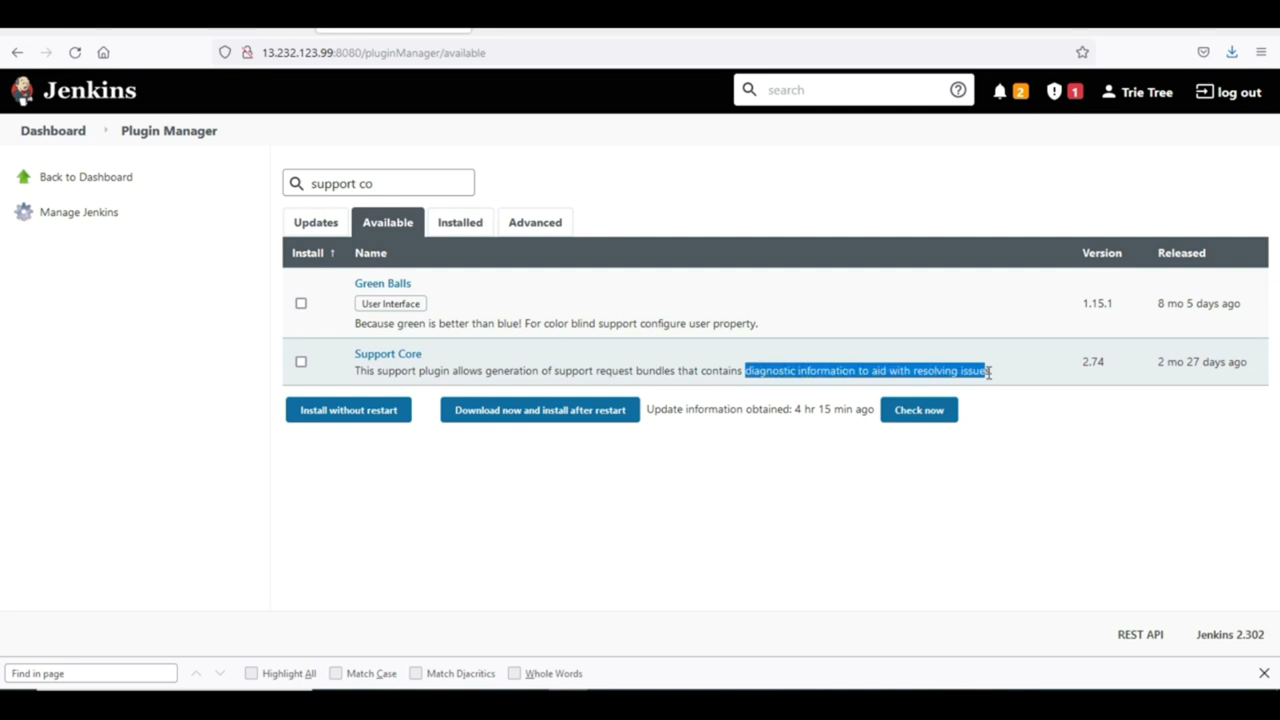 13.232.123.99:8080/pluginManager/available
Jenkins
search
2
1
Trie Tree
log out
Dashboard
Plugin Manager
Back to Dashboard
Manage Jenkins
support co
Updates
Available
Installed
Advanced
Install ↑ Name Version Released
Green Balls
User Interface
Because green is better than blue! For color blind support configure user property.
1.15.1
8 mo 5 days ago
Support Core
This support plugin allows generation of support request bundles that contains diagnostic information to aid with resolving issues
2.74
2 mo 27 days ago
Install without restart
Download now and install after restart
Update information obtained: 4 hr 15 min ago
Check now
REST API
Jenkins 2.302
Find in page
Highlight All
Match Case
Match Diacritics
Whole Words